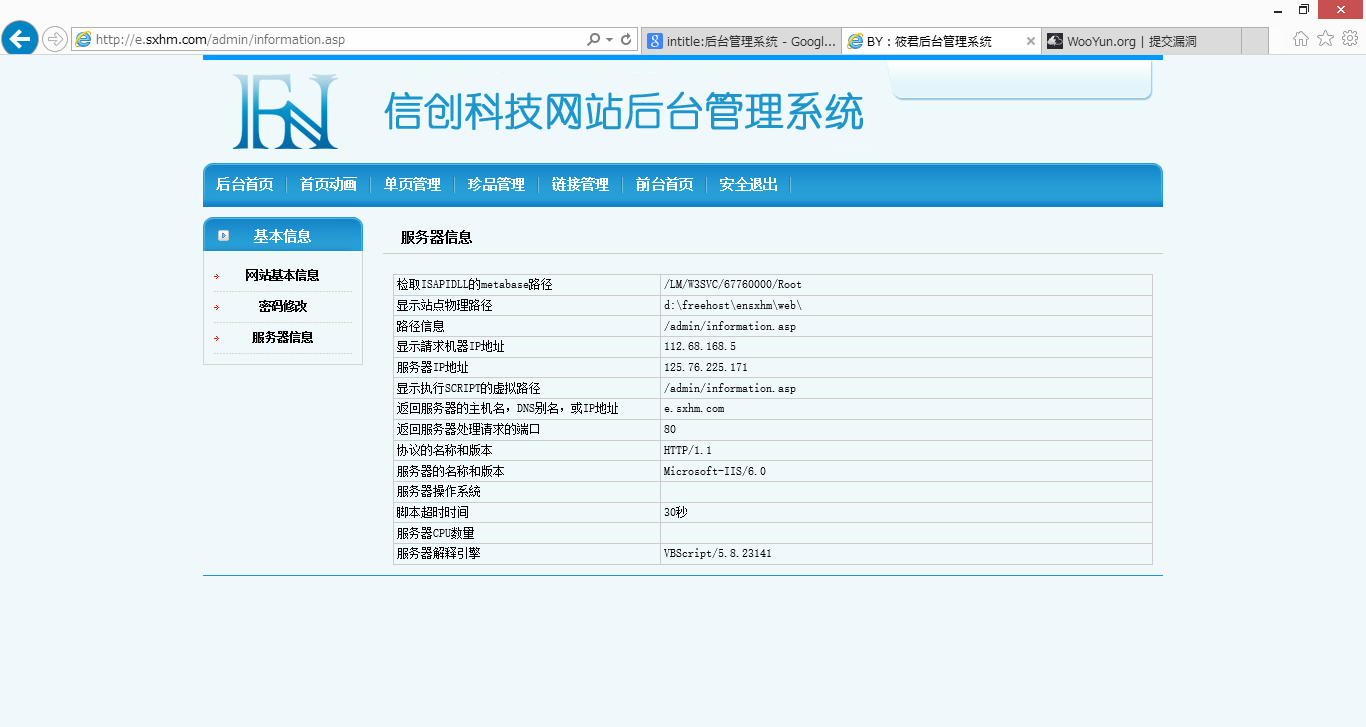 http://e.sxhm.com/admin/information.asp
intitle:后台管理系统 - Googl...
BY：筱君后台管理系统
WooYun.org | 提交漏洞
FN 信创科技网站后台管理系统
后台首页 首页动画 单页管理 珍品管理 链接管理 前台首页 安全退出
基本信息
网站基本信息
密码修改
服务器信息
服务器信息
检取ISAPIDLL的metabase路径 /LM/W3SVC/67760000/Root
显示站点物理路径 d:\freehost\ensxhm\web\
路径信息 /admin/information.asp
显示請求机器IP地址 112.68.168.5
服务器IP地址 125.76.225.171
显示执行SCRIPT的虚拟路径 /admin/information.asp
返回服务器的主机名，DNS别名，或IP地址 e.sxhm.com
返回服务器处理请求的端口 80
协议的名称和版本 HTTP/1.1
服务器的名称和版本 Microsoft-IIS/6.0
服务器操作系統
脚本超时时间 30秒
服务器CPU数量
服务器解释引擎 VBScript/5.8.23141